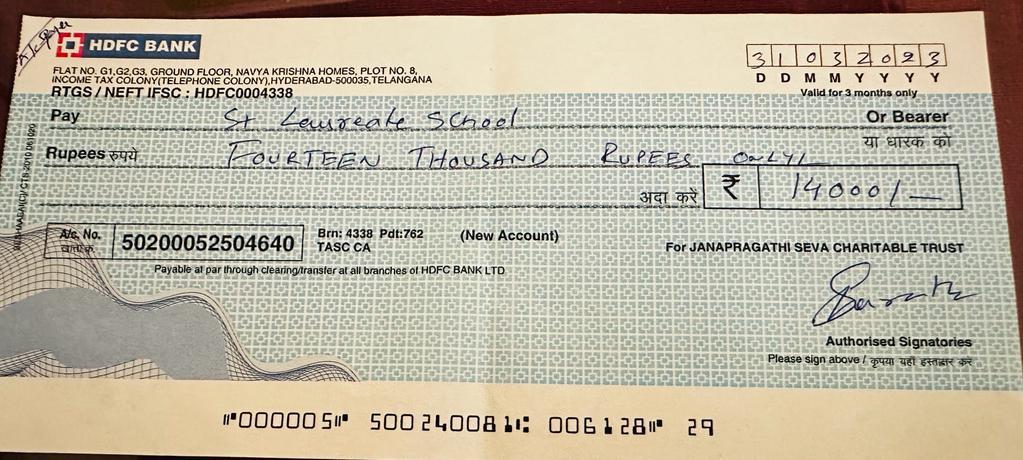 A/c Payee
HDFC BANK
FLAT NO. G1,G2,G3, GROUND FLOOR, NAVYA KRISHNA HOMES, PLOT NO. 8,
INCOME TAX COLONY(TELEPHONE COLONY),HYDERABAD-500035,TELANGANA
RTGS / NEFT IFSC : HDFC0004338
31032023
D D M M Y Y Y Y
Valid for 3 months only
Pay St Laureate School Or Bearer
या धारक को
Rupees रुपये FOURTEEN THOUSAND RUPEES ONLY/-
अदा करें ₹ 14000/-
A/c. No. 50200052504640
खाता क्र.
Brn: 4338 Pdt:762 (New Account)
TASC CA
For JANAPRAGATHI SEVA CHARITABLE TRUST
Payable at par through clearing/transfer at all branches of HDFC BANK LTD
Authorised Signatories
Please sign above / कृपया यहाँ हस्ताक्षर करें
⑈000005⑈ 500240081⑆ 006128⑈ 29